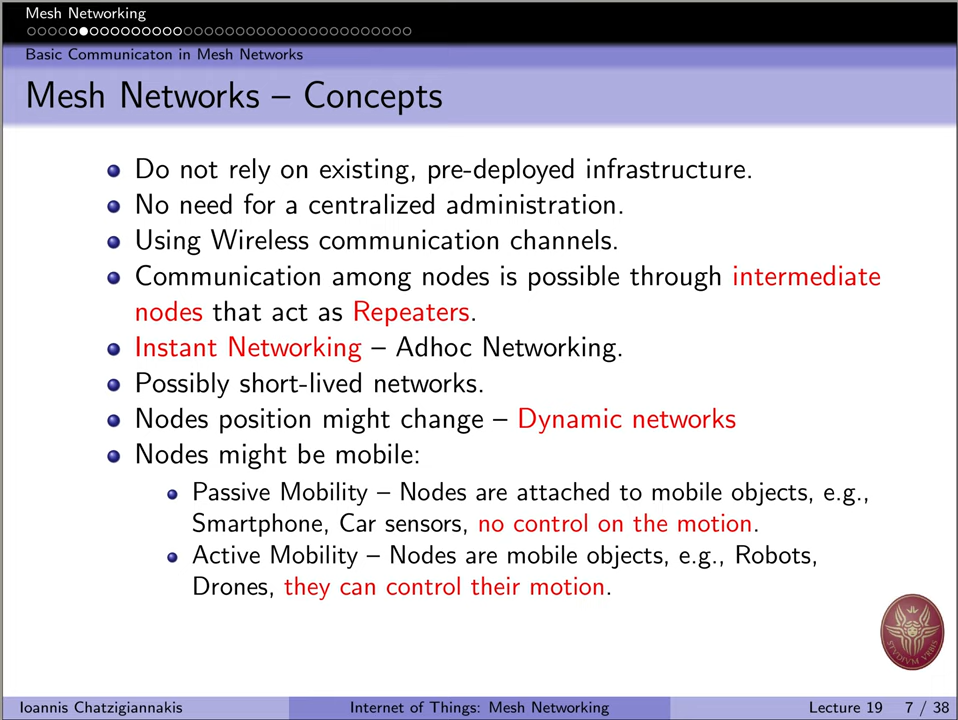 Mesh Networking
Basic Communicaton in Mesh Networks
Mesh Networks – Concepts
Do not rely on existing, pre-deployed infrastructure.
No need for a centralized administration.
Using Wireless communication channels.
Communication among nodes is possible through intermediate
nodes that act as Repeaters.
Instant Networking – Adhoc Networking.
Possibly short-lived networks.
Nodes position might change – Dynamic networks
Nodes might be mobile:
Passive Mobility – Nodes are attached to mobile objects, e.g.,
Smartphone, Car sensors, no control on the motion.
Active Mobility – Nodes are mobile objects, e.g., Robots,
Drones, they can control their motion.
STVDIVM VRBIS
Ioannis Chatzigiannakis Internet of Things: Mesh Networking Lecture 19 7 / 38